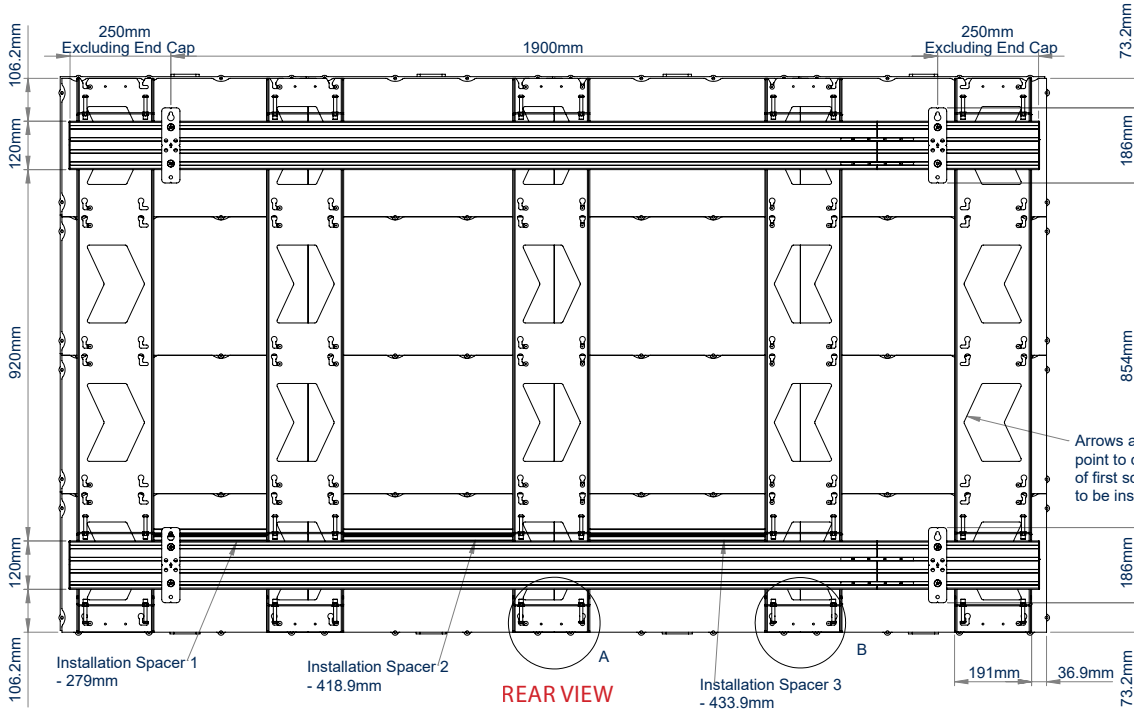 250mm
Excluding End Cap
1900mm
250mm
Excluding End Cap
106.2mm
120mm
920mm
120mm
106.2mm
73.2mm
186mm
854mm
186mm
73.2mm
Arrows a
point to
of first
to be ins
Installation Spacer 1
- 279mm
Installation Spacer 2
- 418.9mm
Installation Spacer 3
- 433.9mm
A
B
191mm
36.9mm
REAR VIEW